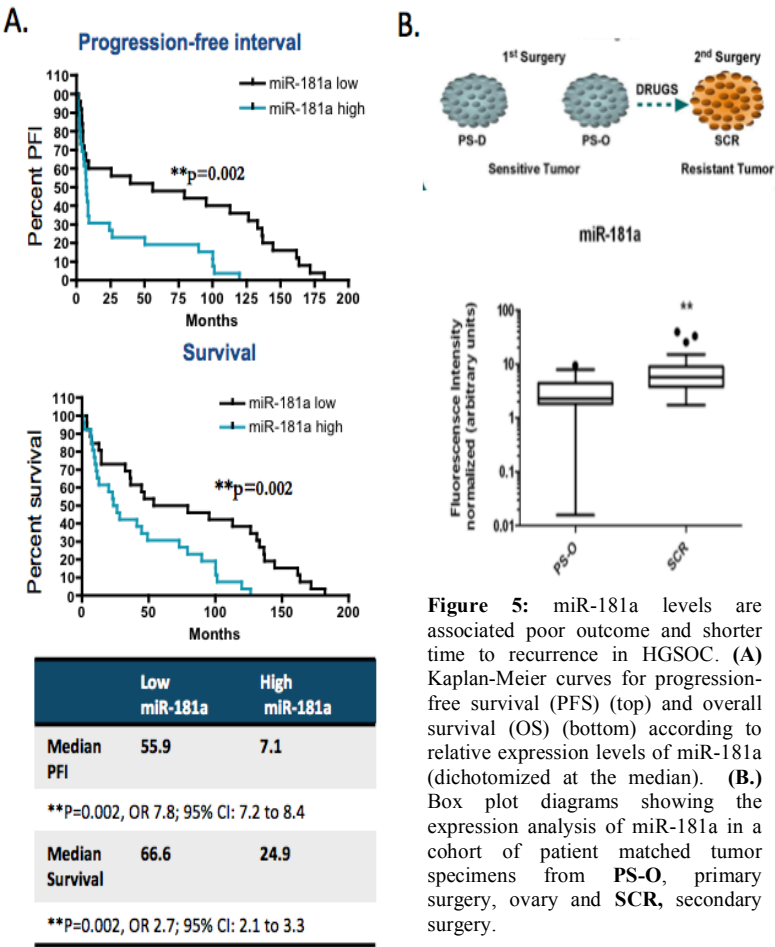 A.
Progression-free interval
110
00
90
80
70
60
50
40
30
20
10
0
Percent PFI
miR-181a low
miR-181a high
**p=0.002
0 25 50 75 100 125 150 175 200
Months
Survival
110
100
90
80
70
60
50
40
30
20
10
0
Percent survival
miR-181a low
miR-181a high
**p=0.002
0 50 100 150 200
Months
Low miR-181a
High miR-181a
Median PFI 55.9 7.1
**P=0.002, OR 7.8; 95% CI: 7.2 to 8.4
Median Survival 66.6 24.9
**P=0.002, OR 2.7; 95% CI: 2.1 to 3.3
B.
1st Surgery
2nd Surgery
DRUGS
PS-D
PS-O
SCR
Sensitive Tumor
Resistant Tumor
miR-181a
Fluorescensce Intensity
normalized (arbitrary units)
100
10
1
0.1
0.01
**
PS-O
SCR
Figure 5: miR-181a levels are
associated poor outcome and shorter
time to recurrence in HGSOC. (A)
Kaplan-Meier curves for progression-
free survival (PFS) (top) and overall
survival (OS) (bottom) according to
relative expression levels of miR-181a
(dichotomized at the median). (B.)
Box plot diagrams showing the
expression analysis of miR-181a in a
cohort of patient matched tumor
specimens from PS-O, primary
surgery, ovary and SCR, secondary
surgery.